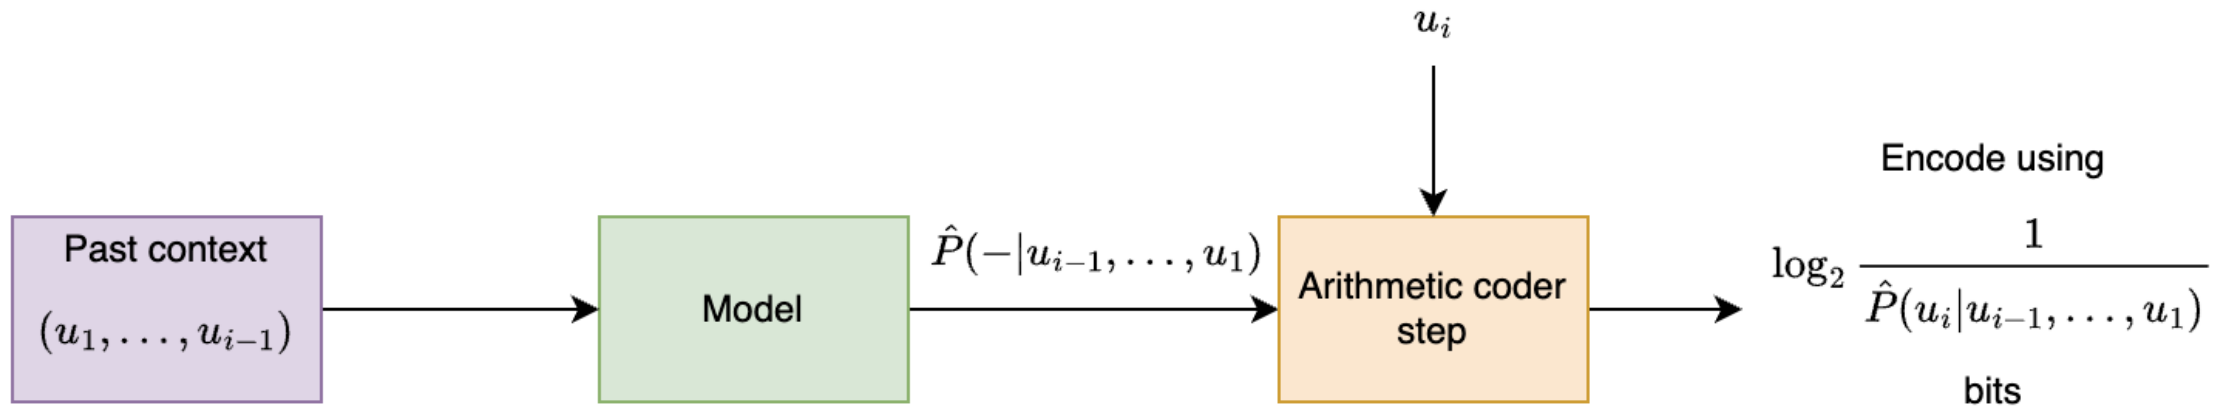 u_i
Past context
(u_1, . . . , u_{i−1})
Model
P̂(−|u_{i−1}, . . . , u_1)
Arithmetic coder
step
Encode using
log_2 1 / P̂(u_i|u_{i−1}, . . . , u_1)
bits